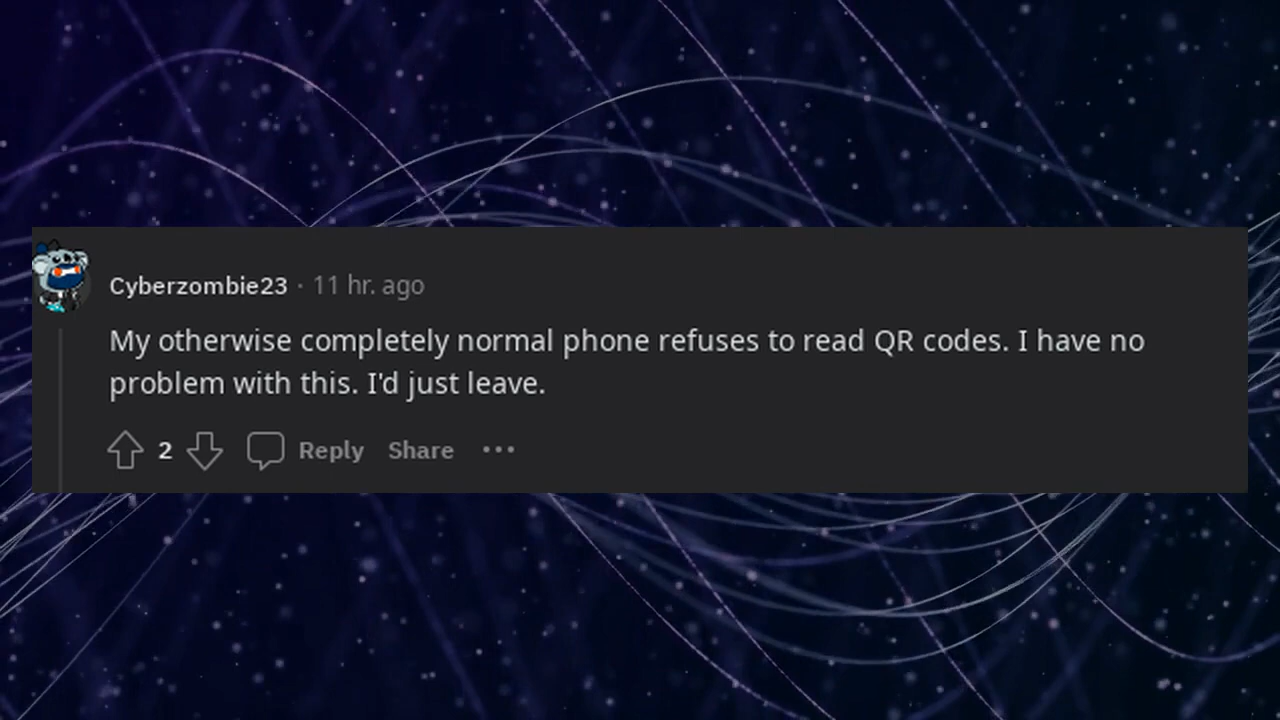 Cyberzombie23 · 11 hr. ago
My otherwise completely normal phone refuses to read QR codes. I have no
problem with this. I'd just leave.
2 Reply Share ···